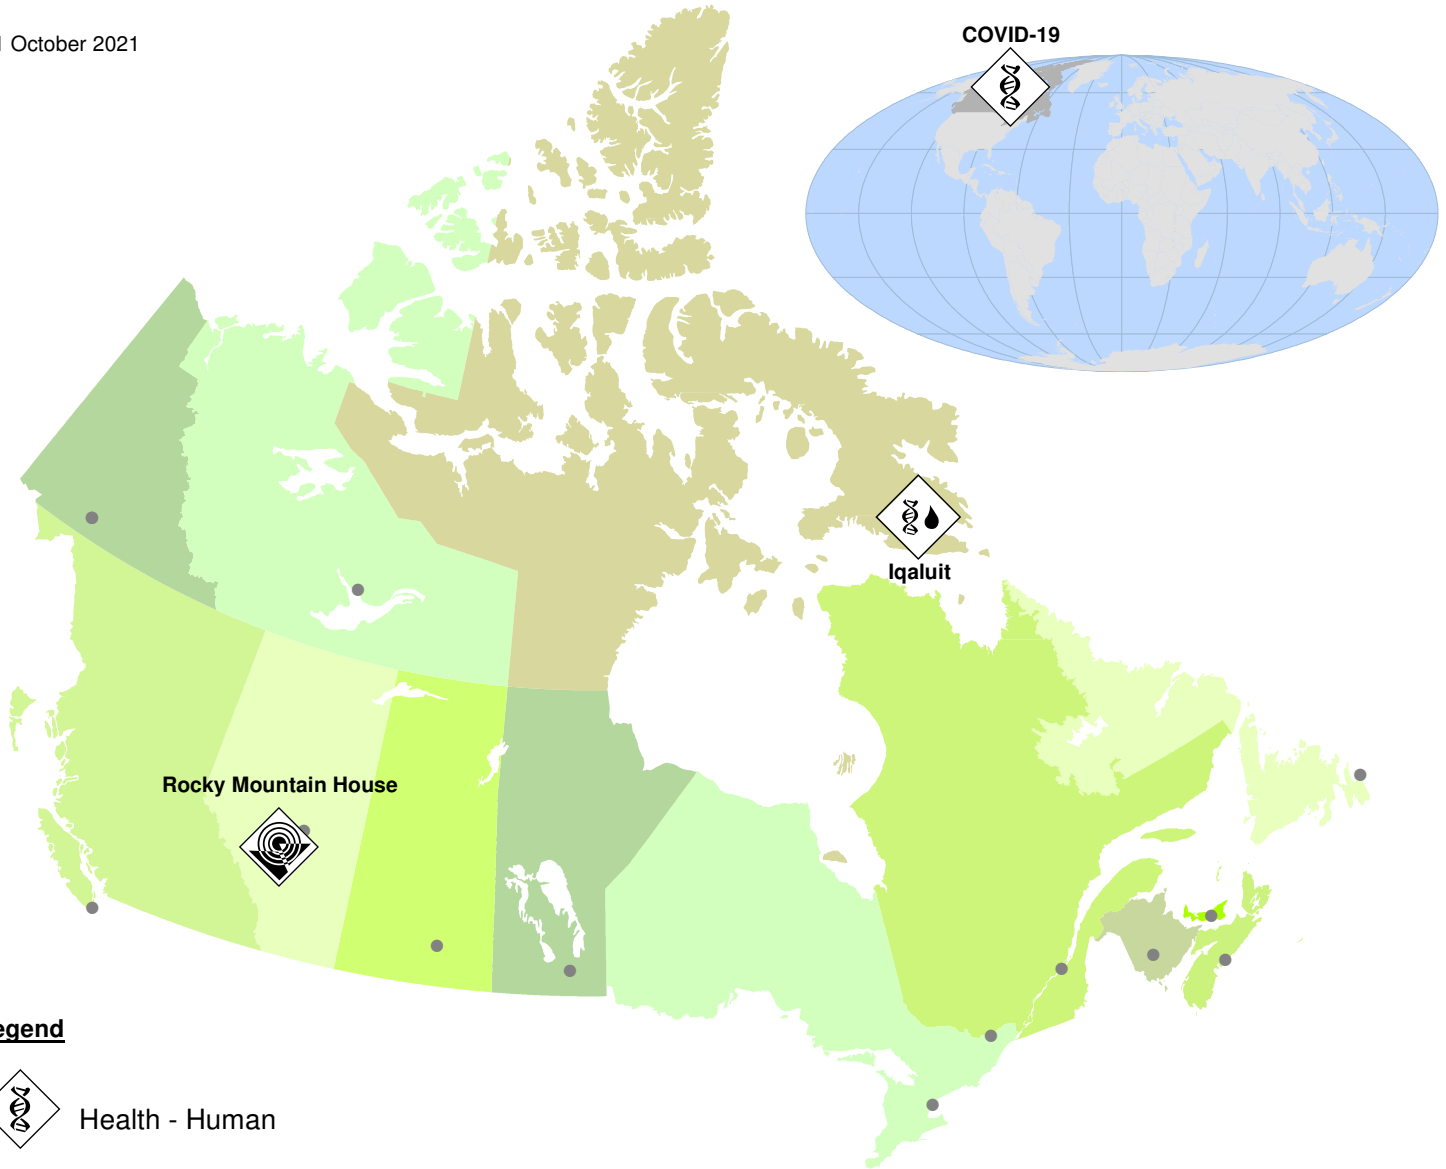 October 2021
COVID-19
Iqaluit
Rocky Mountain House
egend
Health - Human